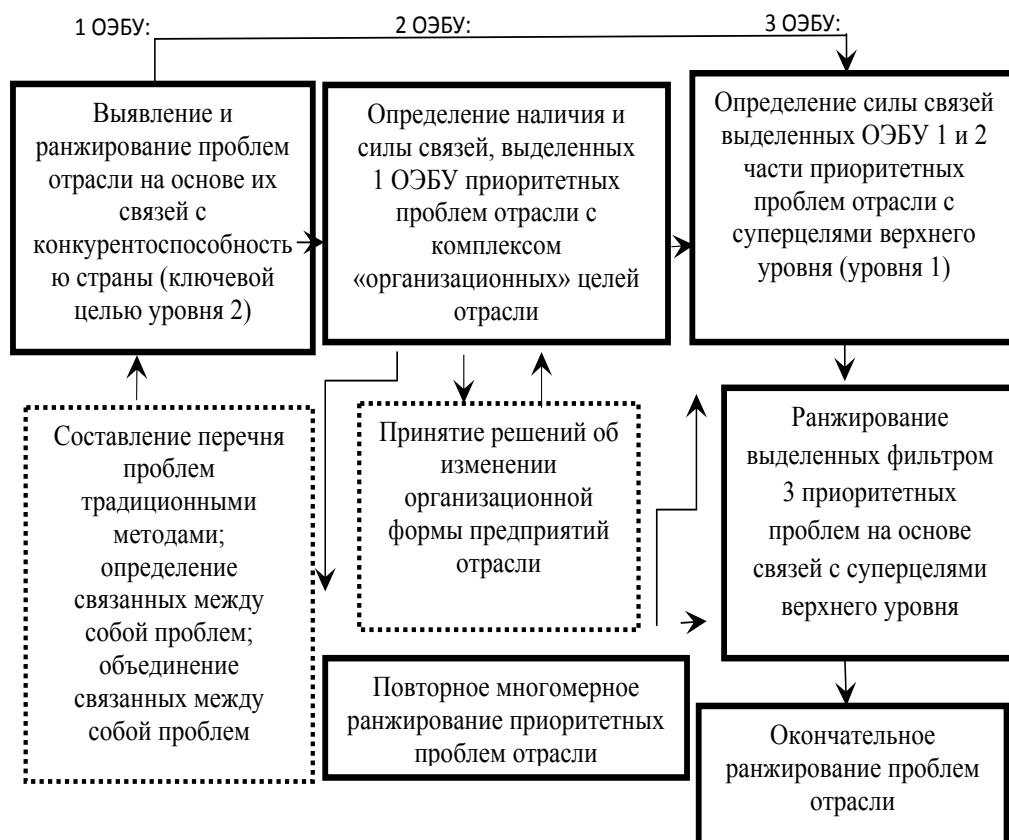 1 ОЭБУ:
2 ОЭБУ:
3 ОЭБУ:
Выявление и
ранжирование проблем
отрасли на основе их
связей с
конкурентоспособность
ю страны (ключевой
целью уровня 2)
Определение наличия и
силы связей, выделенных
1 ОЭБУ приоритетных
проблем отрасли с
комплексом
«организационных» целей
отрасли
Определение силы связей
выделенных ОЭБУ 1 и 2
части приоритетных
проблем отрасли с
суперцелями верхнего
уровня (уровня 1)
Составление перечня
проблем
традиционными
методами;
определение
связанных между
собой проблем;
объединение
связанных между
собой проблем
Принятие решений об
изменении
организационной
формы предприятий
отрасли
Ранжирование
выделенных фильтром
3 приоритетных
проблем на основе
связей с суперцелями
верхнего уровня
Повторное многомерное
ранжирование приоритетных
проблем отрасли
Окончательное
ранжирование проблем
отрасли